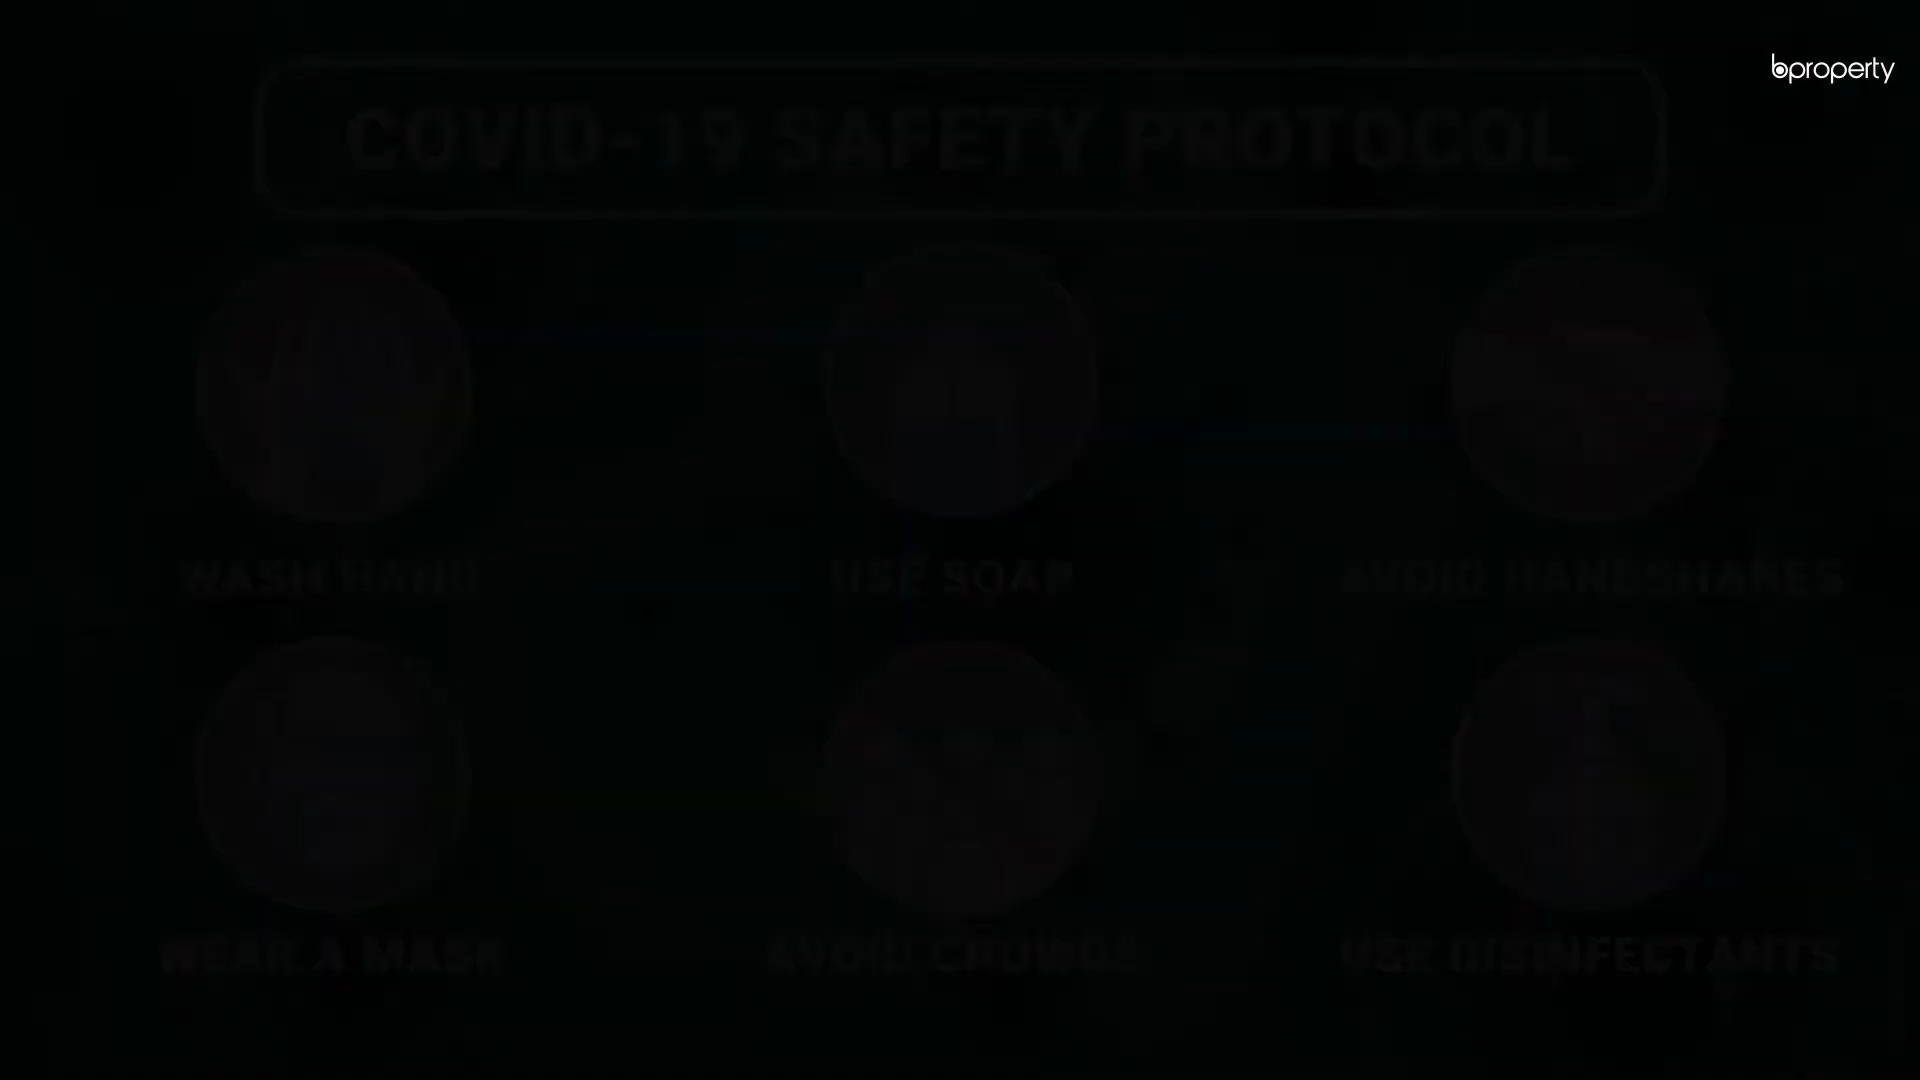 bproperty
COVID-19 SAFETY PROTOCOL
WASH HAND
USE SOAP
AVOID HANDSHAKES
WEAR A MASK
AVOID CROWDS
USE DISINFECTANTS